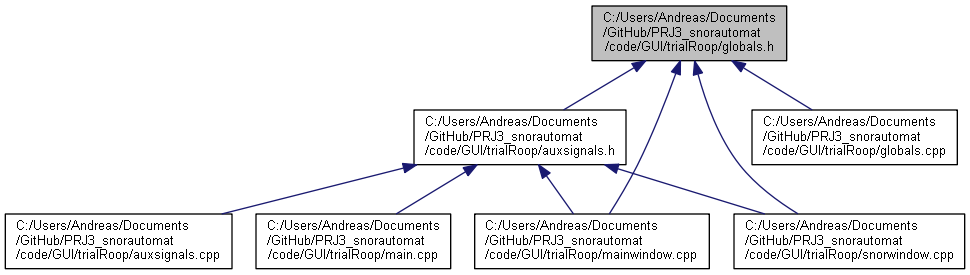 C:/Users/Andreas/Documents
/GitHub/PRJ3_snorautomat
/code/GUI/trialRoop/globals.h
C:/Users/Andreas/Documents
/GitHub/PRJ3_snorautomat
/code/GUI/trialRoop/auxsignals.h
C:/Users/Andreas/Documents
/GitHub/PRJ3_snorautomat
/code/GUI/trialRoop/globals.cpp
C:/Users/Andreas/Documents
/GitHub/PRJ3_snorautomat
/code/GUI/trialRoop/auxsignals.cpp
C:/Users/Andreas/Documents
/GitHub/PRJ3_snorautomat
/code/GUI/trialRoop/main.cpp
C:/Users/Andreas/Documents
/GitHub/PRJ3_snorautomat
/code/GUI/trialRoop/mainwindow.cpp
C:/Users/Andreas/Documents
/GitHub/PRJ3_snorautomat
/code/GUI/trialRoop/snorwindow.cpp